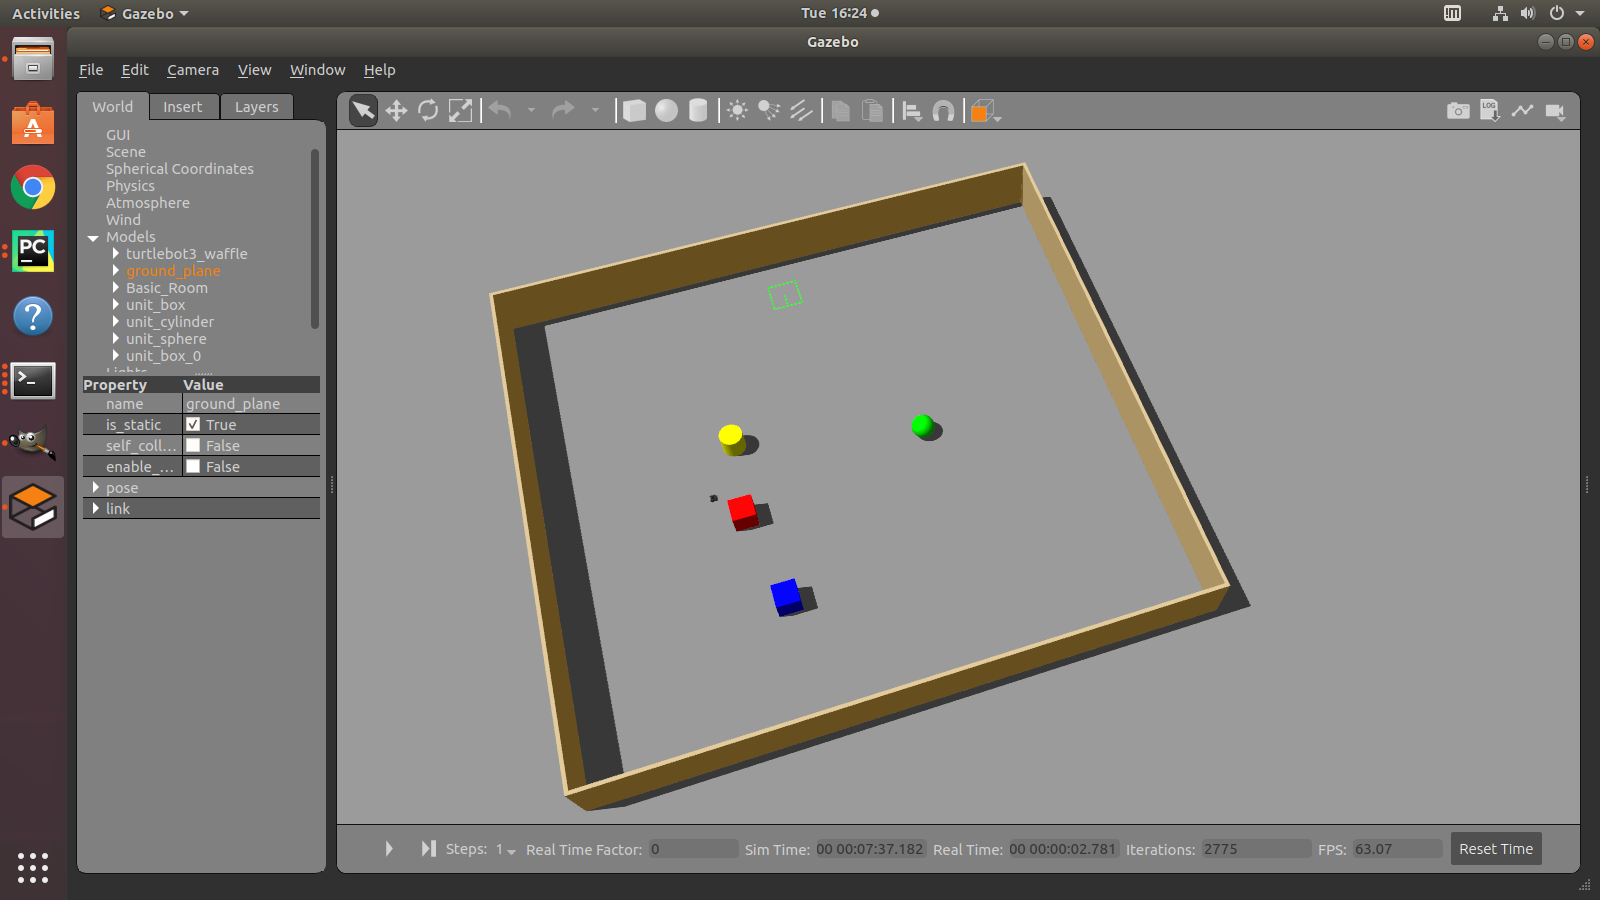 Activities Gazebo Tue 16:24
Gazebo
File Edit Camera View Window Help
World Insert Layers
GUI
Scene
Spherical Coordinates
Physics
Atmosphere
Wind
Models
turtlebot3_waffle
ground_plane
Basic_Room
unit_box
unit_cylinder
unit_sphere
unit_box_0
Lights
Property Value
name ground_plane
is_static True
self_coll... False
enable_... False
pose
link
LOG
PC
Steps: 1 Real Time Factor: 0 Sim Time: 00 00:07:37.182 Real Time: 00 00:00:02.781 Iterations: 2775 FPS: 63.07 Reset Time